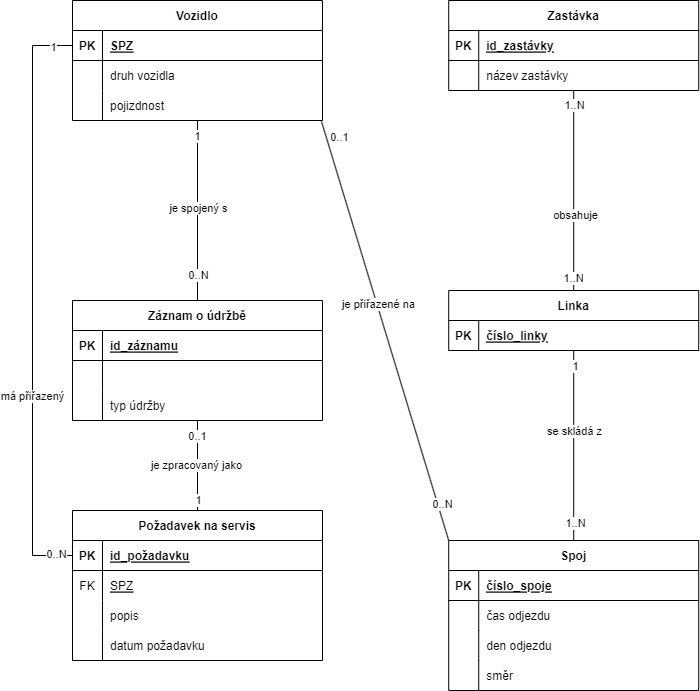 Vozidlo
PK SPZ
druh vozidla
pojizdnost
Zastávka
PK id_zastávky
název zastávky
1
1
0..1
1..N
je spojený s
obsahuje
0..N
1..N
je přiřazené na
Záznam o údržbě
PK id_záznamu
typ údržby
Linka
PK číslo_linky
1
má přiřazený
0..1
se skládá z
je zpracovaný jako
1
0..N
1..N
Požadavek na servis
PK id_požadavku
FK SPZ
popis
datum požadavku
0..N
Spoj
PK číslo_spoje
čas odjezdu
den odjezdu
směr